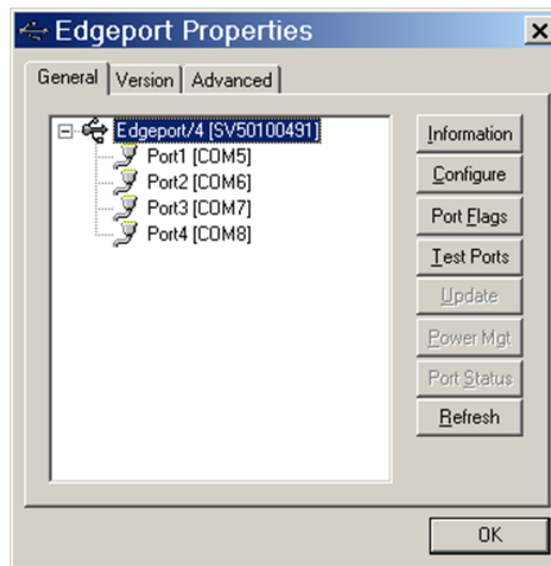 Edgeport Properties
General Version Advanced
Edgeport/4 [SV50100491]
Port1 [COM5]
Port2 [COM6]
Port3 [COM7]
Port4 [COM8]
Information
Configure
Port Flags
Test Ports
Update
Power Mgt
Port Status
Refresh
OK